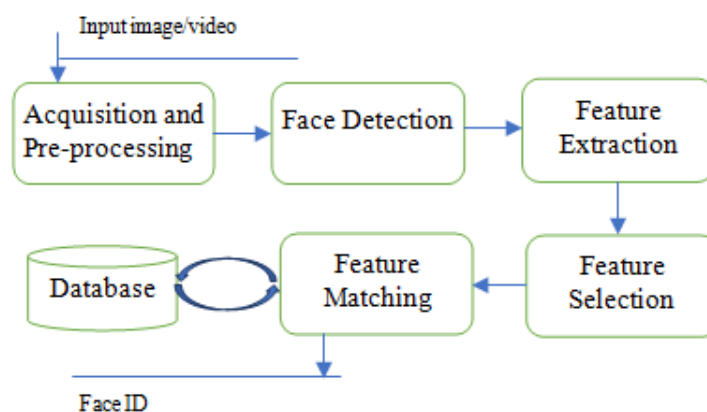 Input image/video
Acquisition and
Pre-processing
Face Detection
Feature
Extraction
Database
Feature
Matching
Feature
Selection
Face ID